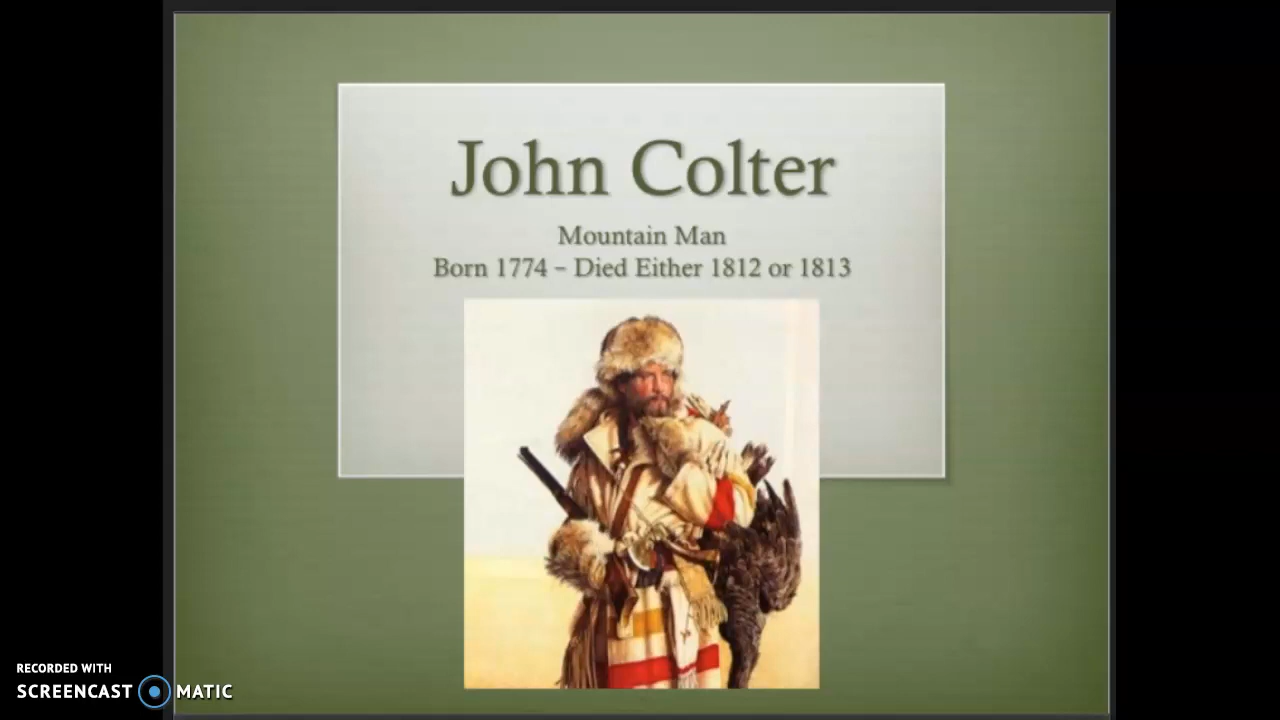 John Colter
Mountain Man
Born 1774 – Died Either 1812 or 1813
RECORDED WITH
SCREENCAST MATIC